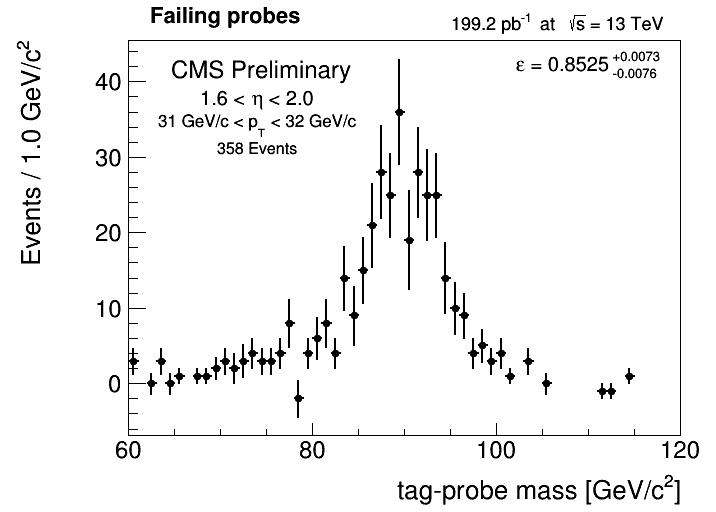 Failing probes
199.2 pb⁻¹ at √s = 13 TeV
CMS Preliminary
1.6 < η < 2.0
31 GeV/c < p_T < 32 GeV/c
358 Events
ε = 0.8525 +0.0073 -0.0076
Events / 1.0 GeV/c²
40
30
20
10
0
60 80 100 120
tag-probe mass [GeV/c²]